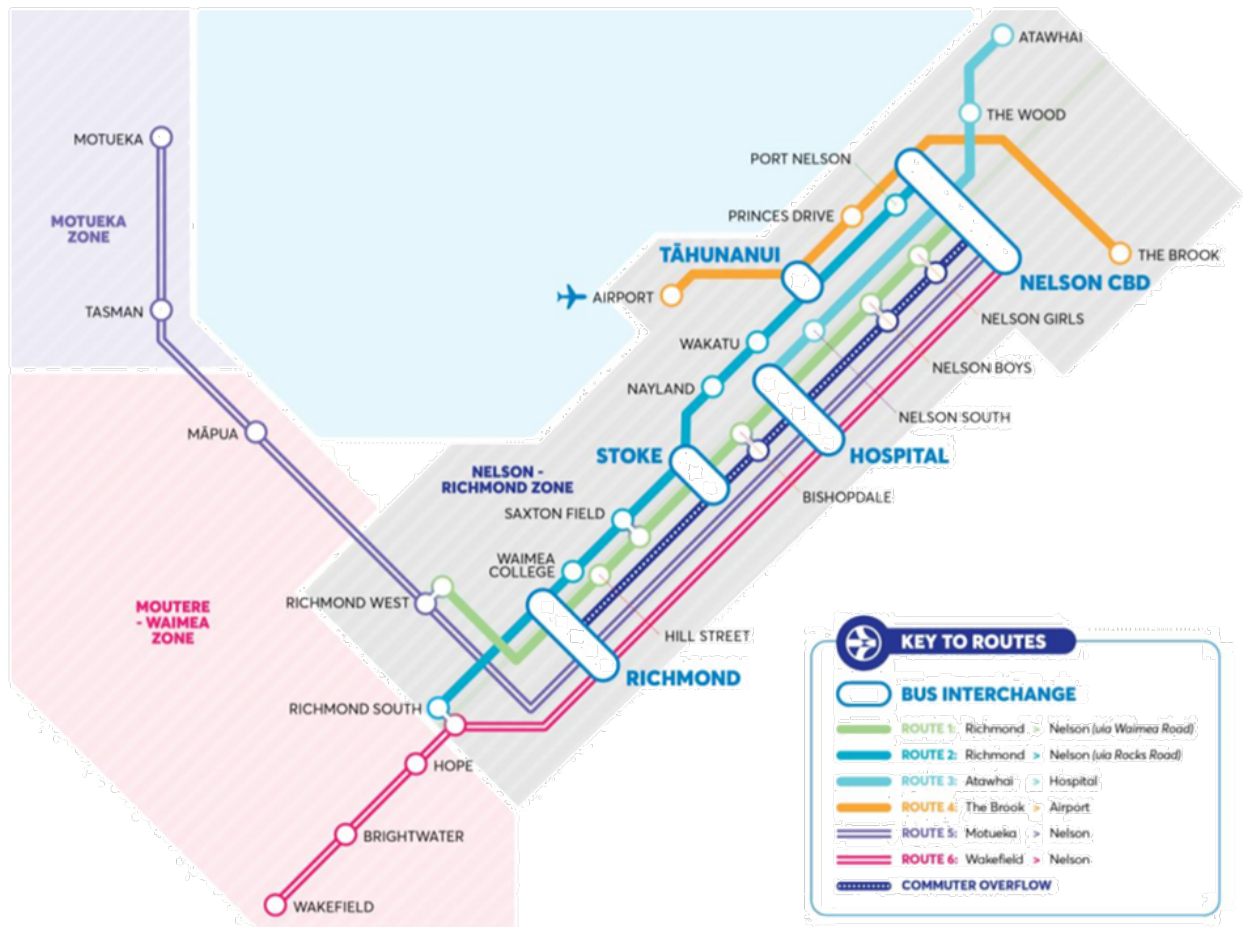 ATAWHAI
THE WOOD
MOTUEKA
PORT NELSON
MOTUEKA
ZONE
PRINCES DRIVE
TĀHUNANUI
THE BROOK
NELSON CBD
AIRPORT
TASMAN
NELSON GIRLS
WAKATU
NELSON BOYS
NAYLAND
NELSON SOUTH
MĀPUA
STOKE
HOSPITAL
NELSON -
RICHMOND ZONE
BISHOPDALE
SAXTON FIELD
WAIMEA
COLLEGE
RICHMOND WEST
MOUTERE
- WAIMEA
ZONE
HILL STREET
RICHMOND
RICHMOND SOUTH
HOPE
BRIGHTWATER
WAKEFIELD
KEY TO ROUTES
BUS INTERCHANGE
ROUTE 1: Richmond > Nelson (via Waimea Road)
ROUTE 2: Richmond > Nelson (via Rocks Road)
ROUTE 3: Atawhai > Hospital
ROUTE 4: The Brook > Airport
ROUTE 5: Motueka > Nelson
ROUTE 6: Wakefield > Nelson
COMMUTER OVERFLOW